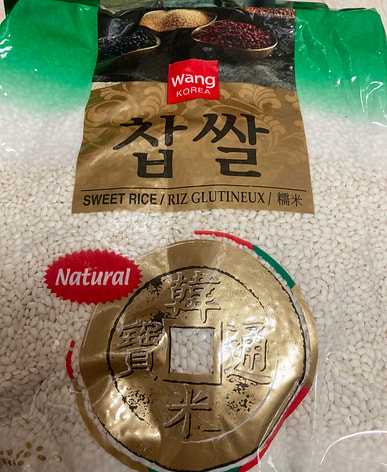 Wang
KOREA
찹쌀
SWEET RICE / RIZ GLUTINEUX / 糯米
Natural
韓
寶 通
米